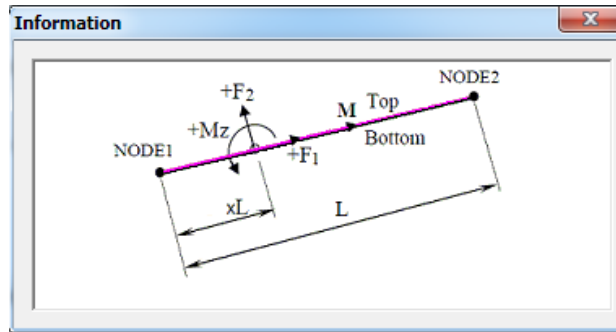 Information
NODE2
+F₂
M Top
+Mz
Bottom
NODE1
+F₁
xL
L